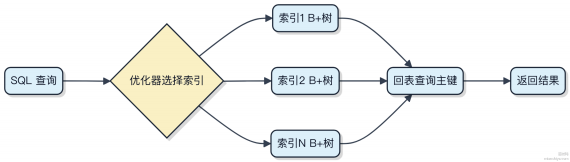 SQL 查询
优化器选择索引
索引1 B+树
索引2 B+树
索引N B+树
回表查询主键
返回结果